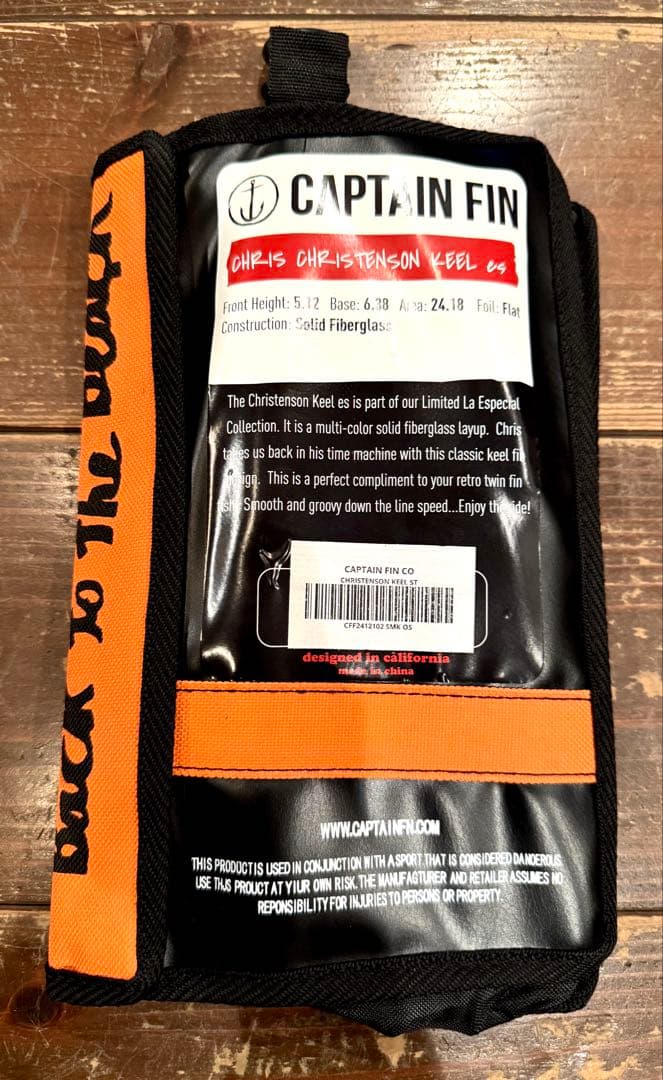 Back To The Beach
CAPTAIN FIN
CHRIS CHRISTENSON KEEL es
Front Height: 5.12 Base: 6.38 Area: 24.18 Foil: Flat
Construction: Solid Fiberglass
The Christenson Keel es is part of our Limited La Especial
Collection. It is a multi-color solid fiberglass layup. Chris
takes us back in his time machine with this classic keel fin
design. This is a perfect compliment to your retro twin fin
fish. Smooth and groovy down the line speed...Enjoy the ride!
CAPTAIN FIN CO
CHRISTENSON KEEL ST
CFF2412102 SMK OS
designed in california
made in china
WWW.CAPTAINFN.COM
THIS PRODUCT IS USED IN CONJUNCTION WITH A SPORT THAT IS CONSIDERED DANGEROUS.
USE THJS PROUCT AT YIUR OWN RISK. THE MANUFAGTURER AND RETAILER ASSUMES NO
REPONSIBILITY FOR INJURIES TO PERSONS OR PROPERTY.